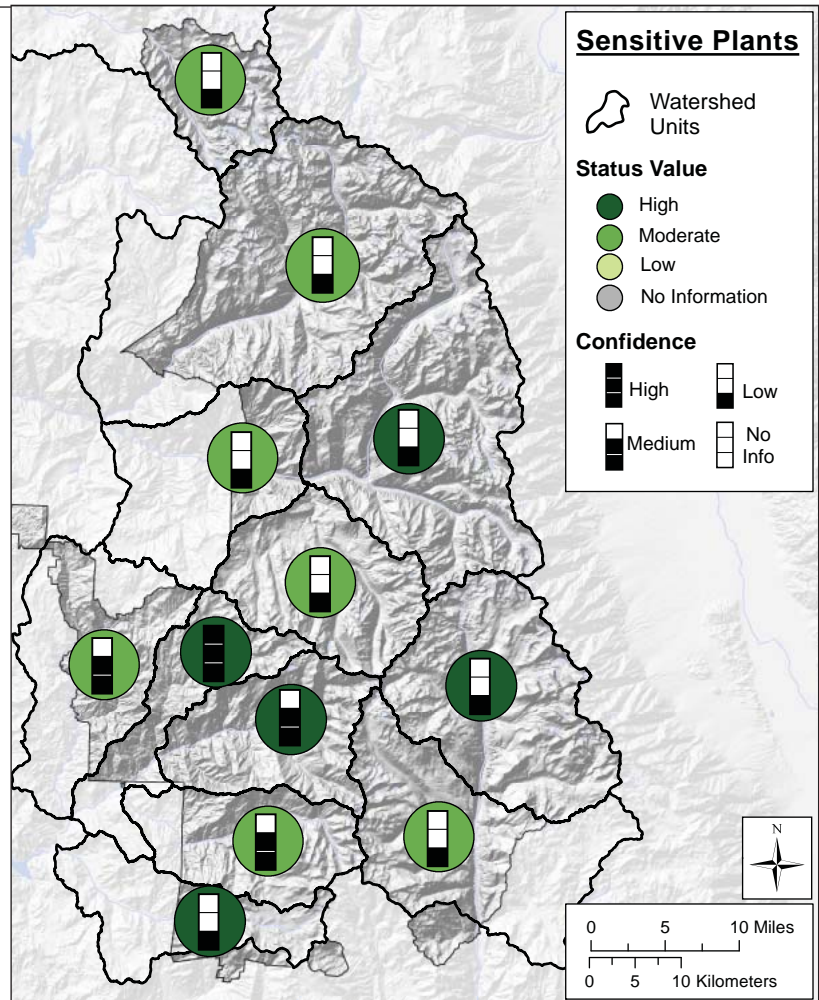 Sensitive Plants
Watershed
Units
Status Value
High
Moderate
Low
No Information
Confidence
High
Low
Medium
No
Info
N
0 5 10 Miles
0 5 10 Kilometers